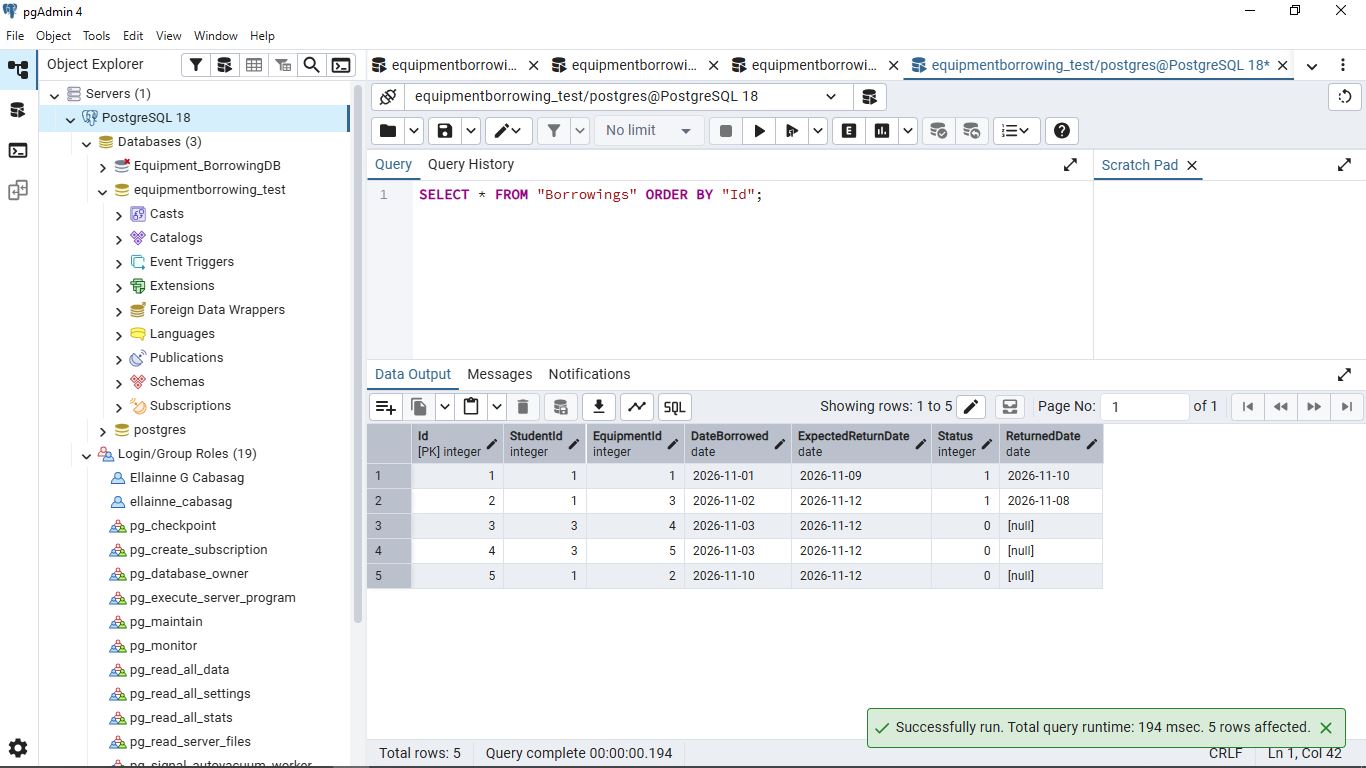 pgAdmin 4
File Object Tools Edit View Window Help
Object Explorer
Servers (1)
PostgreSQL 18
Databases (3)
Equipment_BorrowingDB
equipmentborrowing_test
Casts
Catalogs
Event Triggers
Extensions
Foreign Data Wrappers
Languages
Publications
Schemas
Subscriptions
postgres
Login/Group Roles (19)
Ellainne G Cabasag
ellainne_cabasag
pg_checkpoint
pg_create_subscription
pg_database_owner
pg_execute_server_program
pg_maintain
pg_monitor
pg_read_all_data
pg_read_all_settings
pg_read_all_stats
pg_read_server_files
pg_signal_autovacuum_worker
equipmentborrowi... equipmentborrowi... equipmentborrowi... equipmentborrowing_test/postgres@PostgreSQL 18*
equipmentborrowing_test/postgres@PostgreSQL 18
No limit
E
Query Query History
Scratch Pad
1 SELECT * FROM "Borrowings" ORDER BY "Id";
Data Output Messages Notifications
SQL Showing rows: 1 to 5 Page No: 1 of 1
Id StudentId EquipmentId DateBorrowed ExpectedReturnDate Status ReturnedDate
[PK] integer integer integer date date integer date
1 1 1 1 2026-11-01 2026-11-09 1 2026-11-10
2 2 1 3 2026-11-02 2026-11-12 1 2026-11-08
3 3 3 4 2026-11-03 2026-11-12 0 [null]
4 4 3 5 2026-11-03 2026-11-12 0 [null]
5 5 1 2 2026-11-10 2026-11-12 0 [null]
Successfully run. Total query runtime: 194 msec. 5 rows affected.
Total rows: 5 Query complete 00:00:00.194 CRLF Ln 1, Col 42